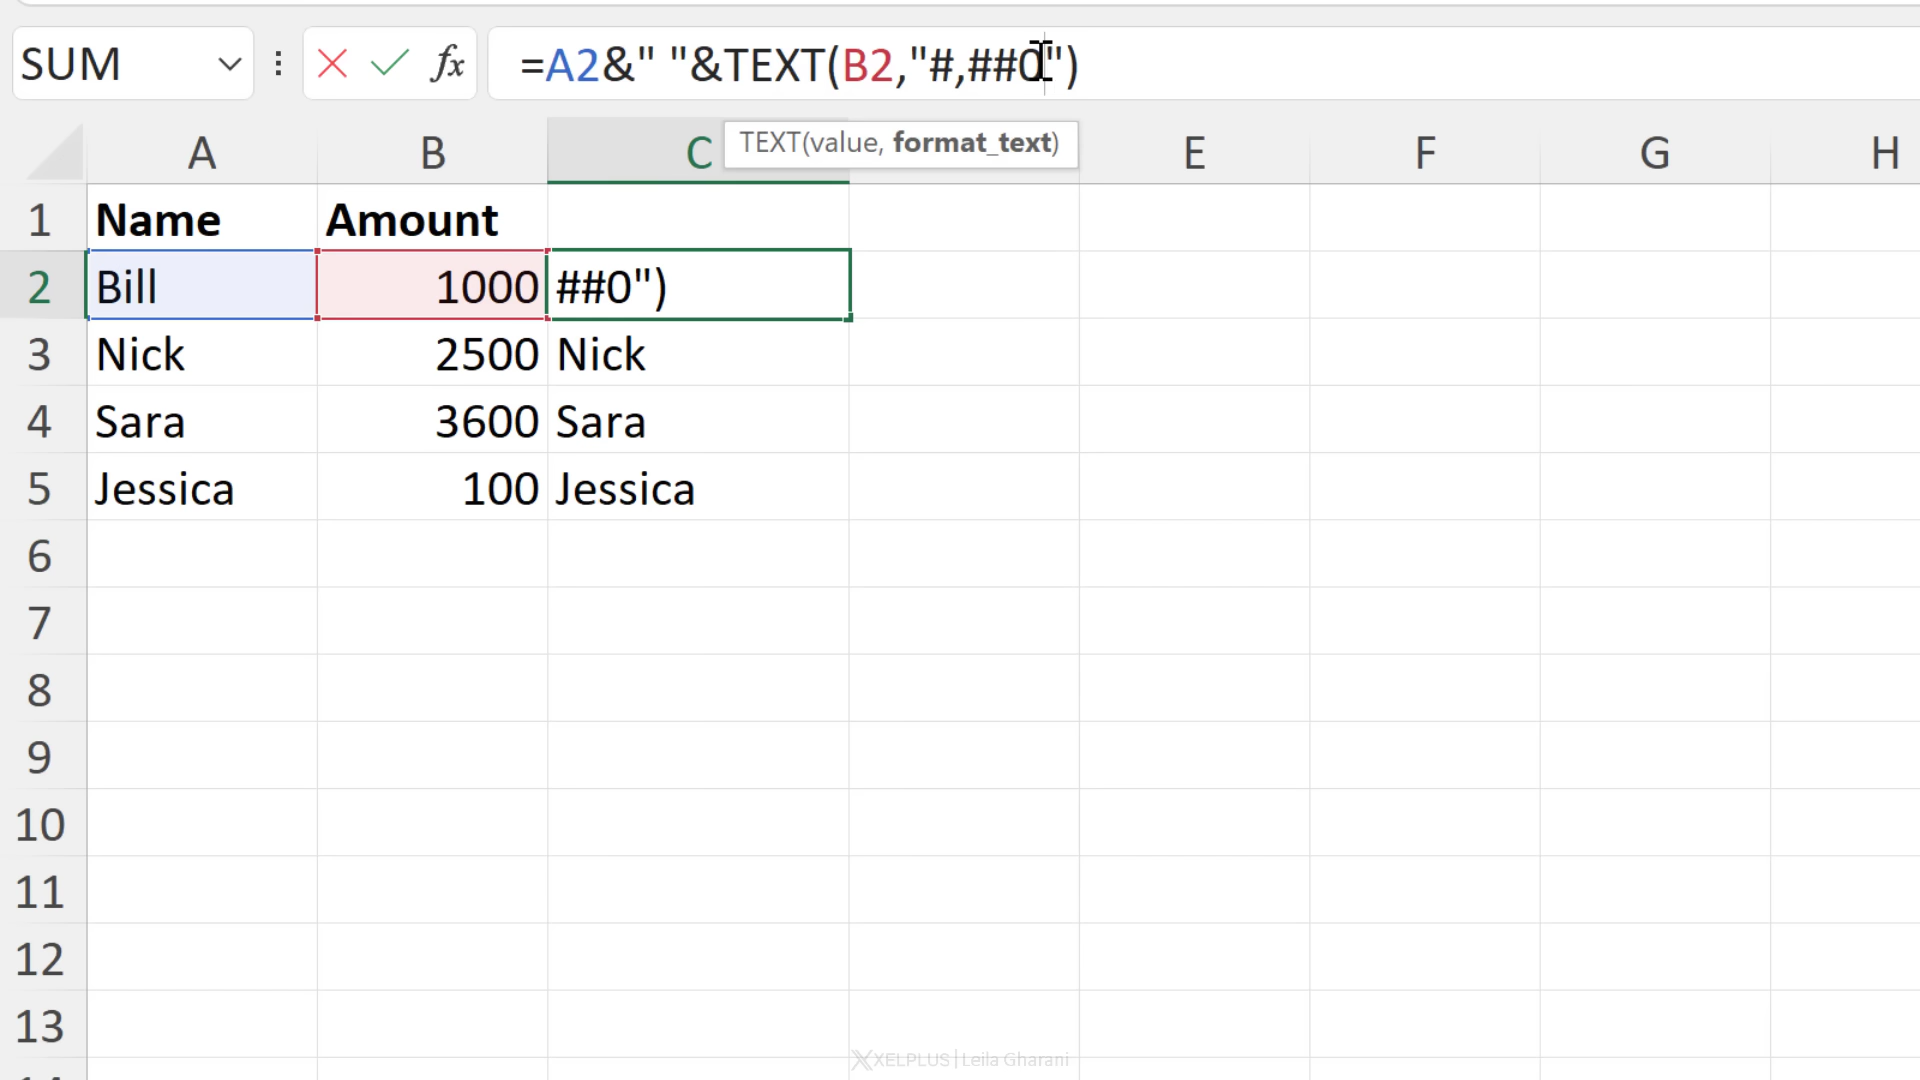 SUM =A2&" "&TEXT(B2,"#,##0")
TEXT(value, format_text)
A B C E F G H
1 Name Amount
2 Bill 1000 ##0")
3 Nick 2500 Nick
4 Sara 3600 Sara
5 Jessica 100 Jessica
6
7
8
9
10
11
12
13
XELPLUS | Leila Gharani